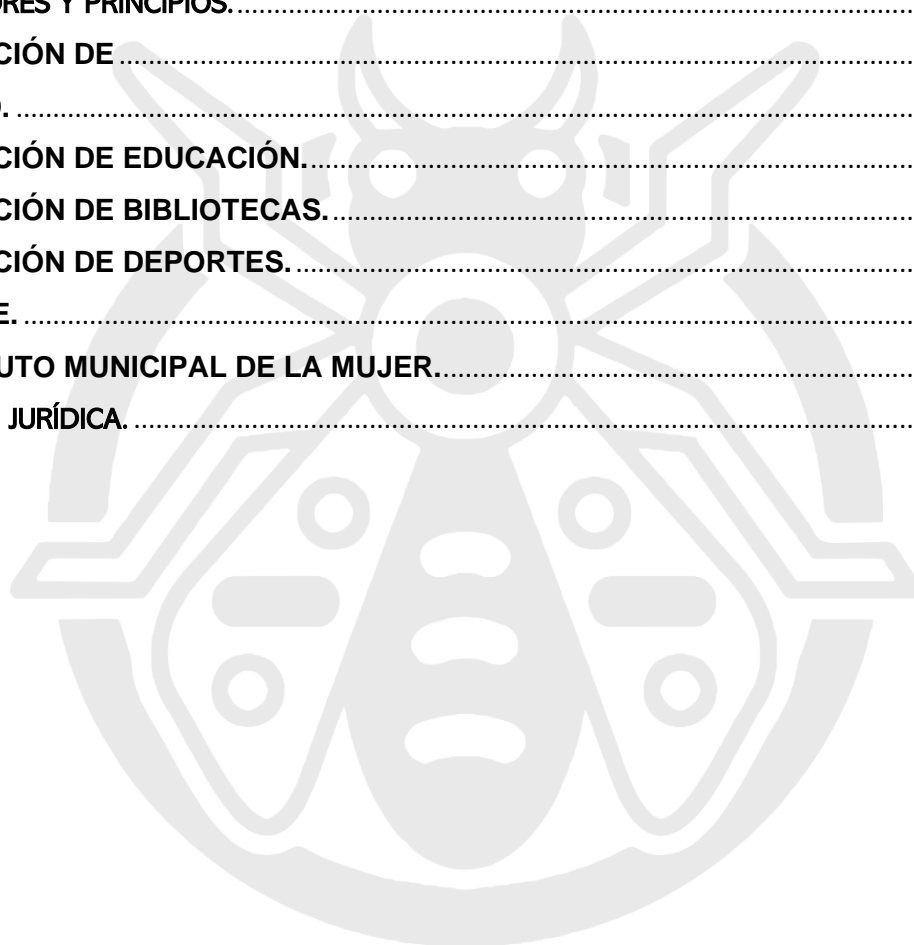 ORES Y PRINCIPIOS.
CIÓN DE
O.
CIÓN DE EDUCACIÓN.
CIÓN DE BIBLIOTECAS.
CIÓN DE DEPORTES.
E.
UTO MUNICIPAL DE LA MUJER.
JURÍDICA.